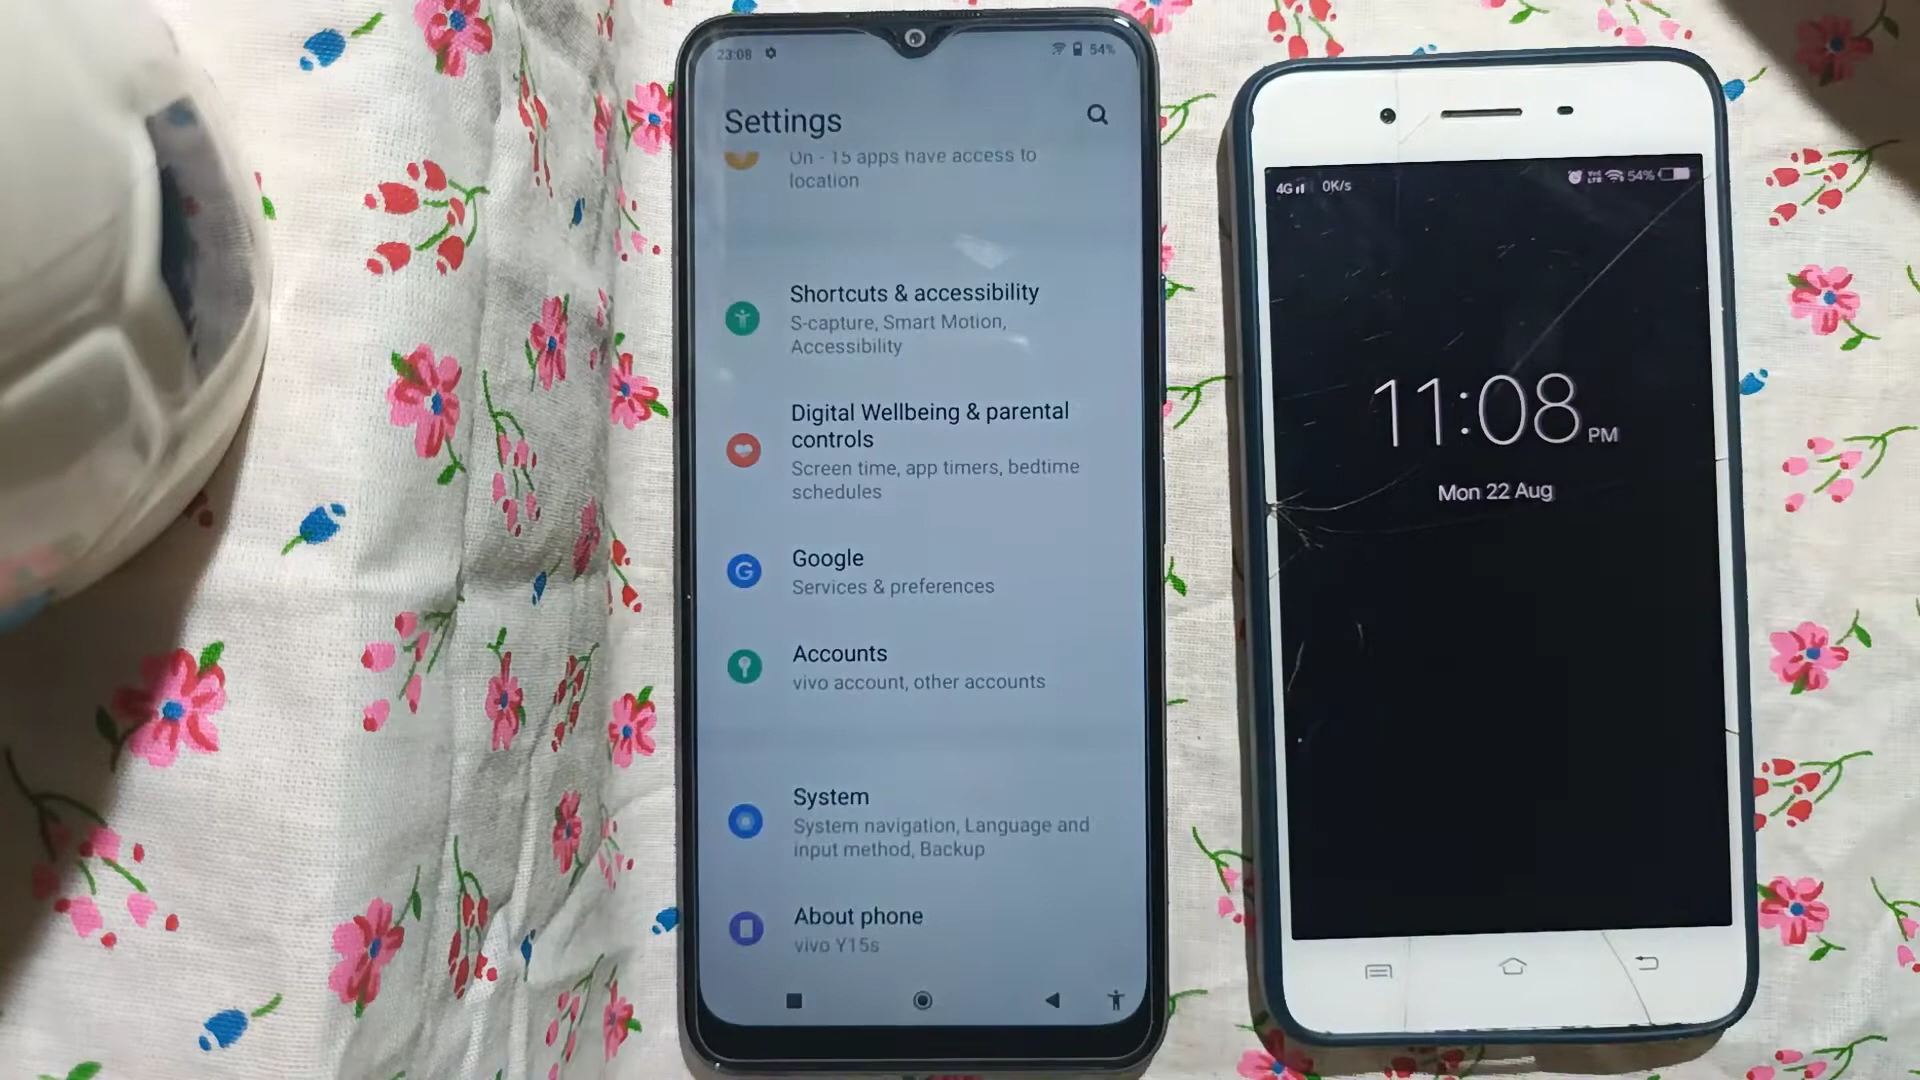 23:08
54%
Settings
On - 15 apps have access to
location
Shortcuts & accessibility
S-capture, Smart Motion,
Accessibility
Digital Wellbeing & parental
controls
Screen time, app timers, bedtime
schedules
Google
Services & preferences
Accounts
vivo account, other accounts
System
System navigation, Language and
input method, Backup
About phone
vivo Y15s
4G 0K/s
VoLTE 54%
11:08 PM
Mon 22 Aug